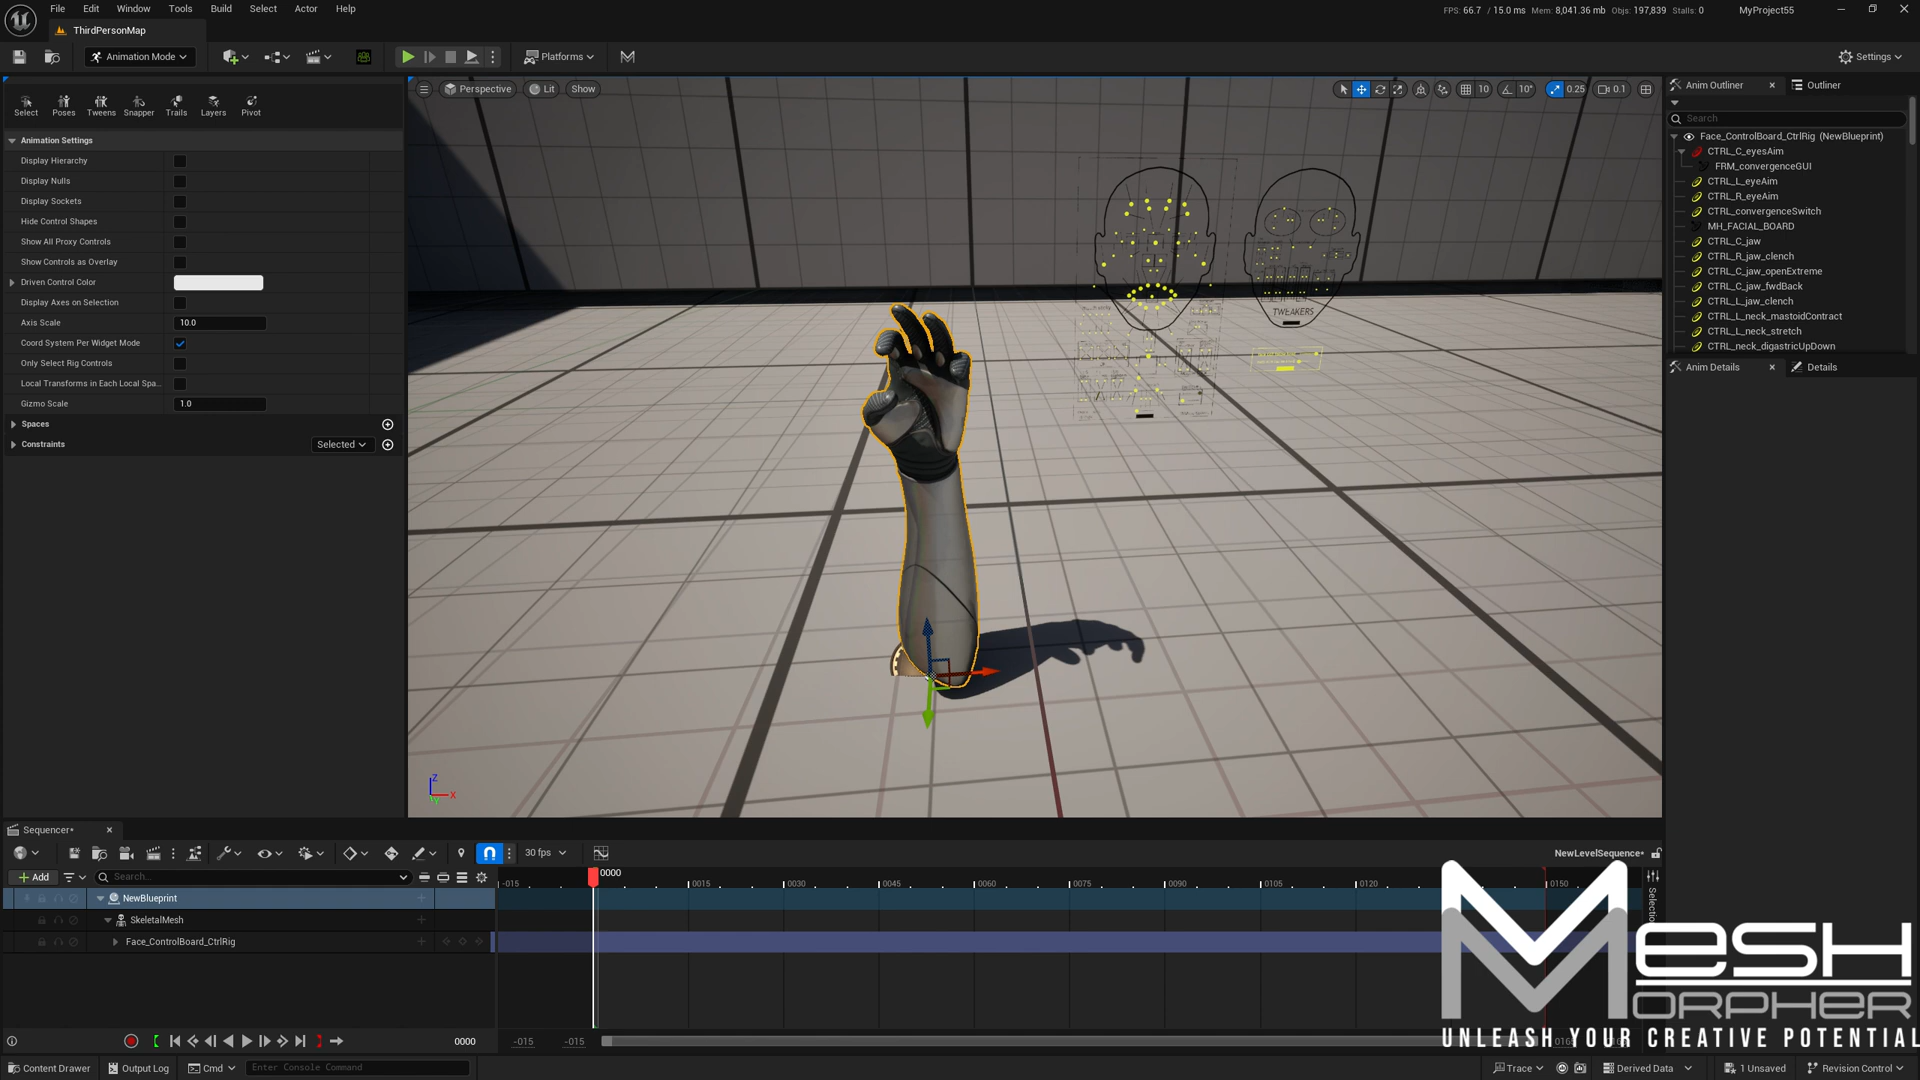 File Edit Window Tools Build Select Actor Help
FPS: 66.7 / 15.0 ms Mem: 8,041.36 mb Objs: 197,839 Stalls: 0
MyProject55
ThirdPersonMap
Animation Mode
Platforms
Settings
Select Poses Tweens Snapper Trails Layers Pivot
Animation Settings
Display Hierarchy
Display Nulls
Display Sockets
Hide Control Shapes
Show All Proxy Controls
Show Controls as Overlay
Driven Control Color
Display Axes on Selection
Axis Scale 10.0
Coord System Per Widget Mode
Only Select Rig Controls
Local Transforms in Each Local Spa...
Gizmo Scale 1.0
Spaces
Constraints Selected
Perspective Lit Show
10 10° 0.25 0.1
TWEAKERS
Z
X
Y
Anim Outliner Outliner
Search
Face_ControlBoard_CtrlRig (NewBlueprint)
CTRL_C_eyesAim
FRM_convergenceGUI
CTRL_L_eyeAim
CTRL_R_eyeAim
CTRL_convergenceSwitch
MH_FACIAL_BOARD
CTRL_C_jaw
CTRL_R_jaw_clench
CTRL_C_jaw_openExtreme
CTRL_C_jaw_fwdBack
CTRL_L_jaw_clench
CTRL_L_neck_mastoidContract
CTRL_L_neck_stretch
CTRL_neck_digastricUpDown
Anim Details Details
Sequencer*
30 fps
NewLevelSequence*
Add Search...
0000
-015 0015 0030 0045 0060 0075 0090 0105 0120 0150
NewBlueprint
SkeletalMesh
Face_ControlBoard_CtrlRig
Selectio
MESH
MORPHER
UNLEASH YOUR CREATIVE POTENTIAL
0000 -015 -015
Content Drawer Output Log Cmd Enter Console Command
Trace Derived Data 1 Unsaved Revision Control